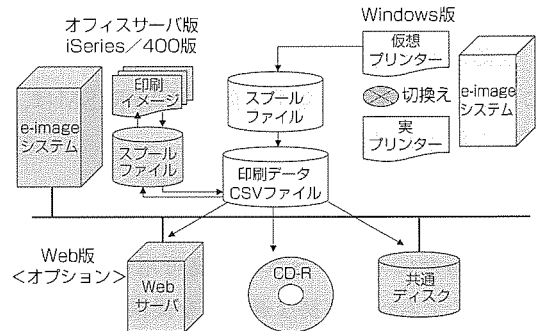 オフィスサーバ版
iSeries／400版
Windows版
e-image
システム
印刷
イメージ
スプール
ファイル
スプール
ファイル
仮想
プリンター
切換え
実
プリンター
e-image
システム
印刷データ
CSVファイル
Web版
<オプション>
Web
サーバ
CD-R
共通
ディスク